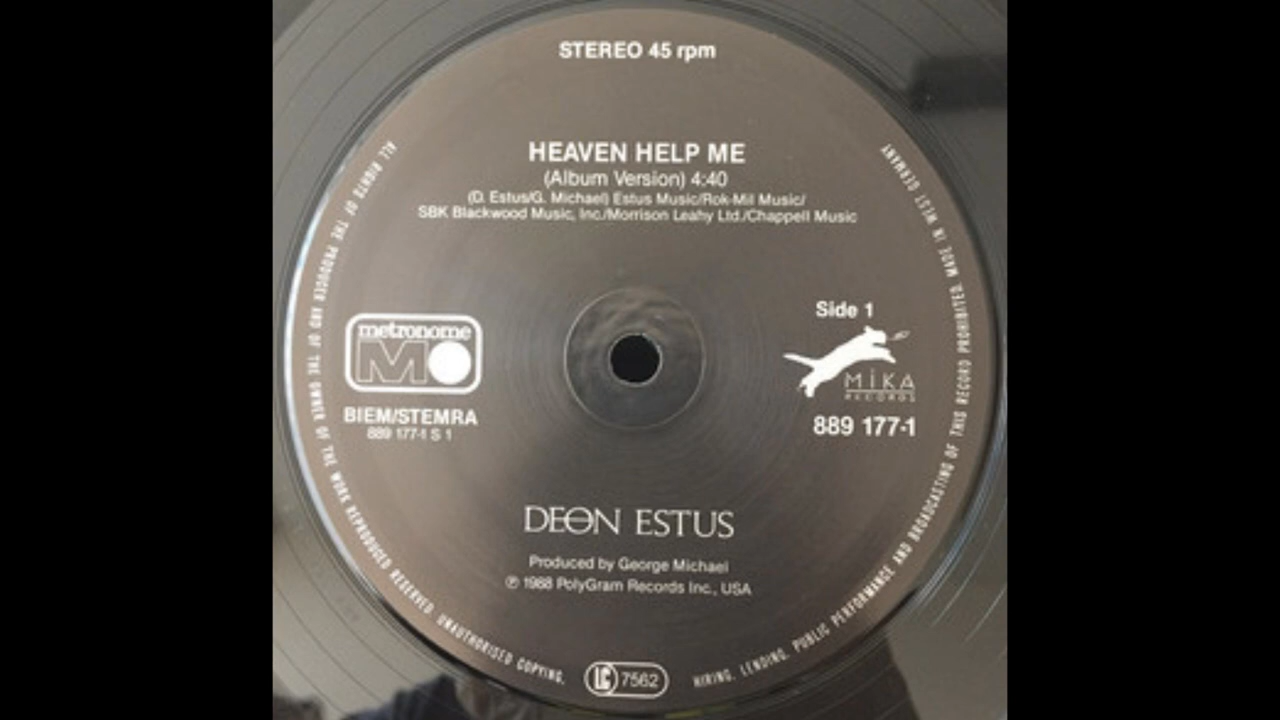 STEREO 45 rpm
HEAVEN HELP ME
(Album Version) 4:40
(D. Estus/G. Michael) Estus Music/Rok-Mil Music/
SBK Blackwood Music, Inc./Morrison Leahy Ltd./Chappell Music
Side 1
metronome
MO
MIKA
RECORDS
BIEM/STEMRA
889 177-1 S 1
889 177-1
DEON ESTUS
Produced by George Michael
℗ 1988 PolyGram Records Inc., USA
ALL RIGHTS OF THE PRODUCER AND OF THE OWNER OF THE WORK REPRODUCED RESERVED. UNAUTHORISED COPYING,
LC 7562
HIRING, LENDING, PUBLIC PERFORMANCE AND BROADCASTING OF THIS RECORD PROHIBITED. MADE IN WEST GERMANY